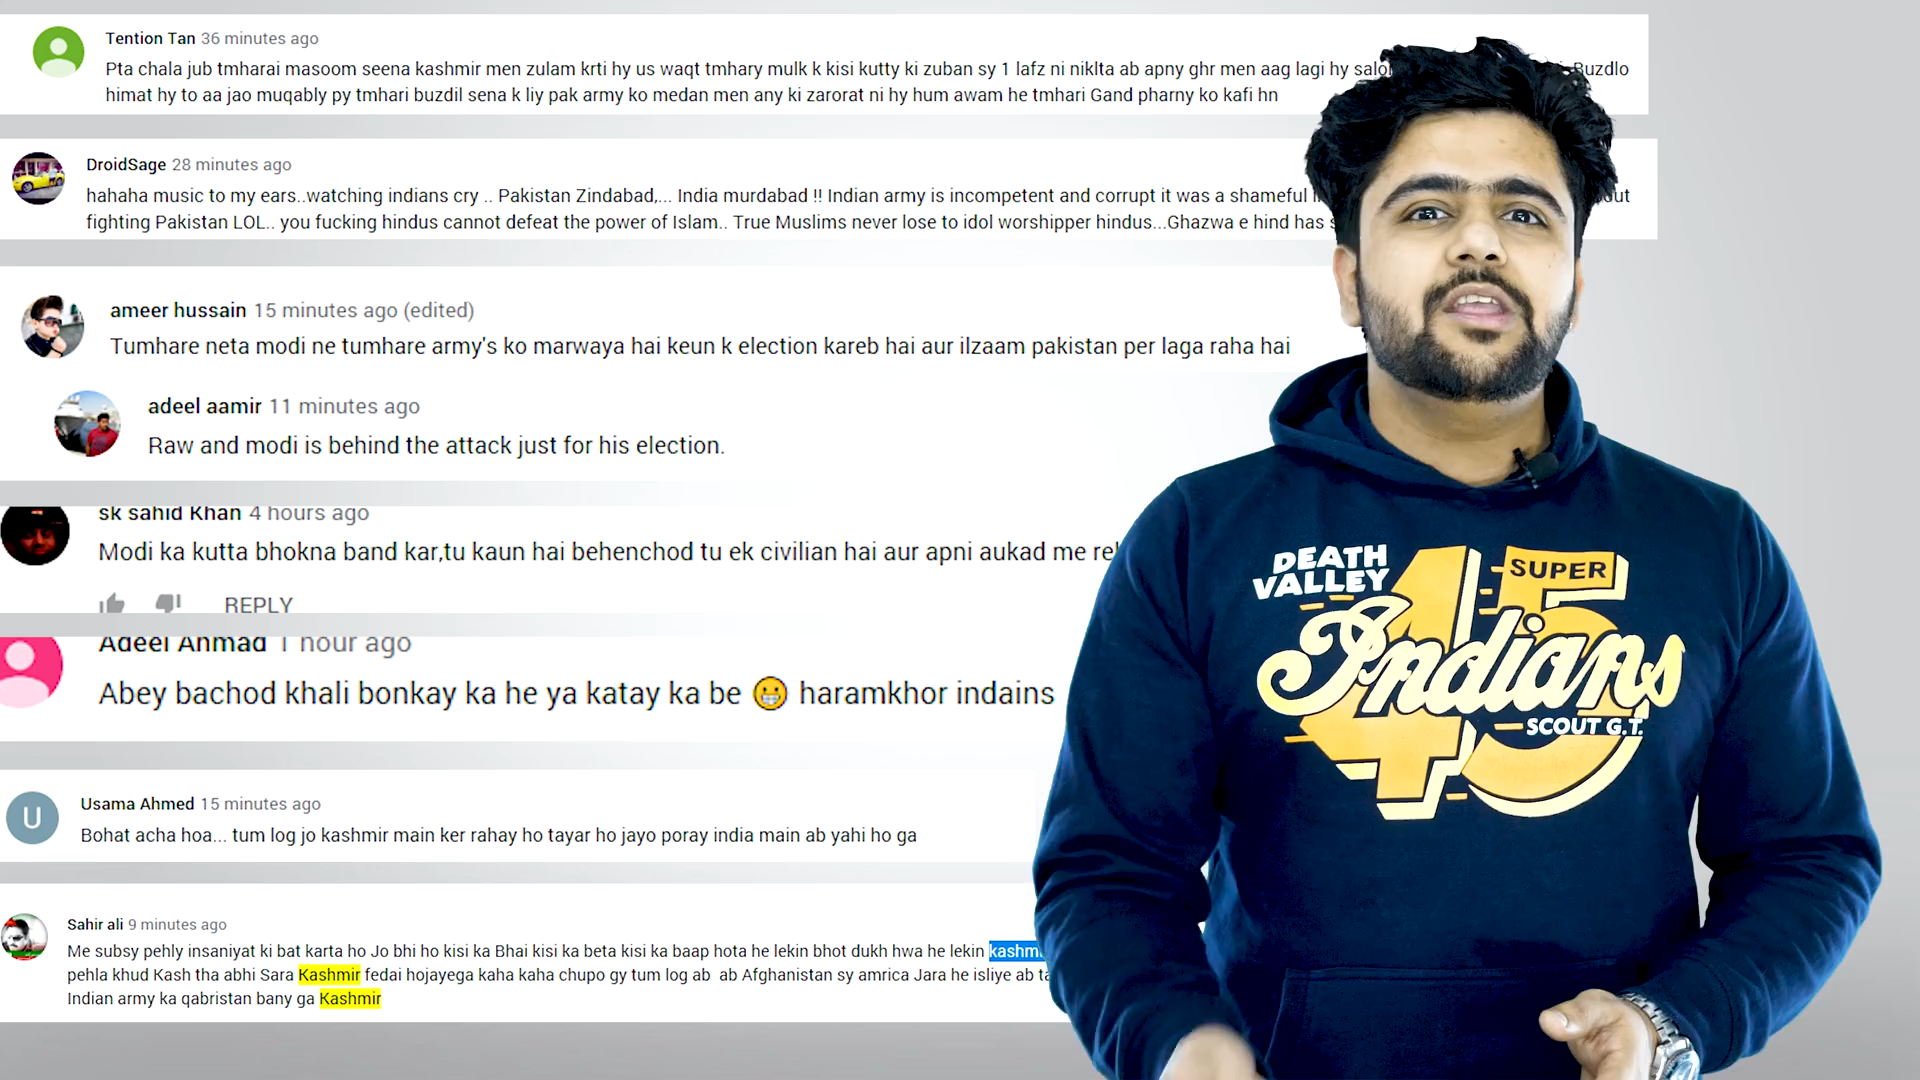 Tention Tan 36 minutes ago
Pta chala jub tmharai masoom seena kashmir men zulam krti hy us waqt tmhary mulk k kisi kutty ki zuban sy 1 lafz ni niklta ab apny ghr men aag lagi hy Buzdlo
himat hy to aa jao muqably py tmhari buzdil sena k liy pak army ko medan men any ki zarorat ni hy hum awam he tmhari Gand pharny ko kafi hn
DroidSage 28 minutes ago
hahaha music to my ears..watching indians cry .. Pakistan Zindabad,... India murdabad !! Indian army is incompetent and corrupt it was a shameful
fighting Pakistan LOL.. you fucking hindus cannot defeat the power of Islam.. True Muslims never lose to idol worshipper hindus...Ghazwa e hind has
ameer hussain 15 minutes ago (edited)
Tumhare neta modi ne tumhare army's ko marwaya hai keun k election kareb hai aur ilzaam pakistan per laga raha hai
adeel aamir 11 minutes ago
Raw and modi is behind the attack just for his election.
sk sahid Khan 4 hours ago
Modi ka kutta bhokna band kar,tu kaun hai behenchod tu ek civilian hai aur apni aukad me
REPLY
Adeel Ahmad 1 hour ago
Abey bachod khali bonkay ka he ya katay ka be 😬 haramkhor indains
U
Usama Ahmed 15 minutes ago
Bohat acha hoa... tum log jo kashmir main ker rahay ho tayar ho jayo poray india main ab yahi ho ga
Sahir ali 9 minutes ago
Me subsy pehly insaniyat ki bat karta ho Jo bhi ho kisi ka Bhai kisi ka beta kisi ka baap hota he lekin bhot dukh hwa he lekin
pehla khud Kash tha abhi Sara Kashmir fedai hojayega kaha kaha chupo gy tum log ab ab Afghanistan sy amrica Jara he isliye ab
Indian army ka qabristan bany ga Kashmir
DEATH
VALLEY
45
SUPER
Indians
SCOUT G.T.